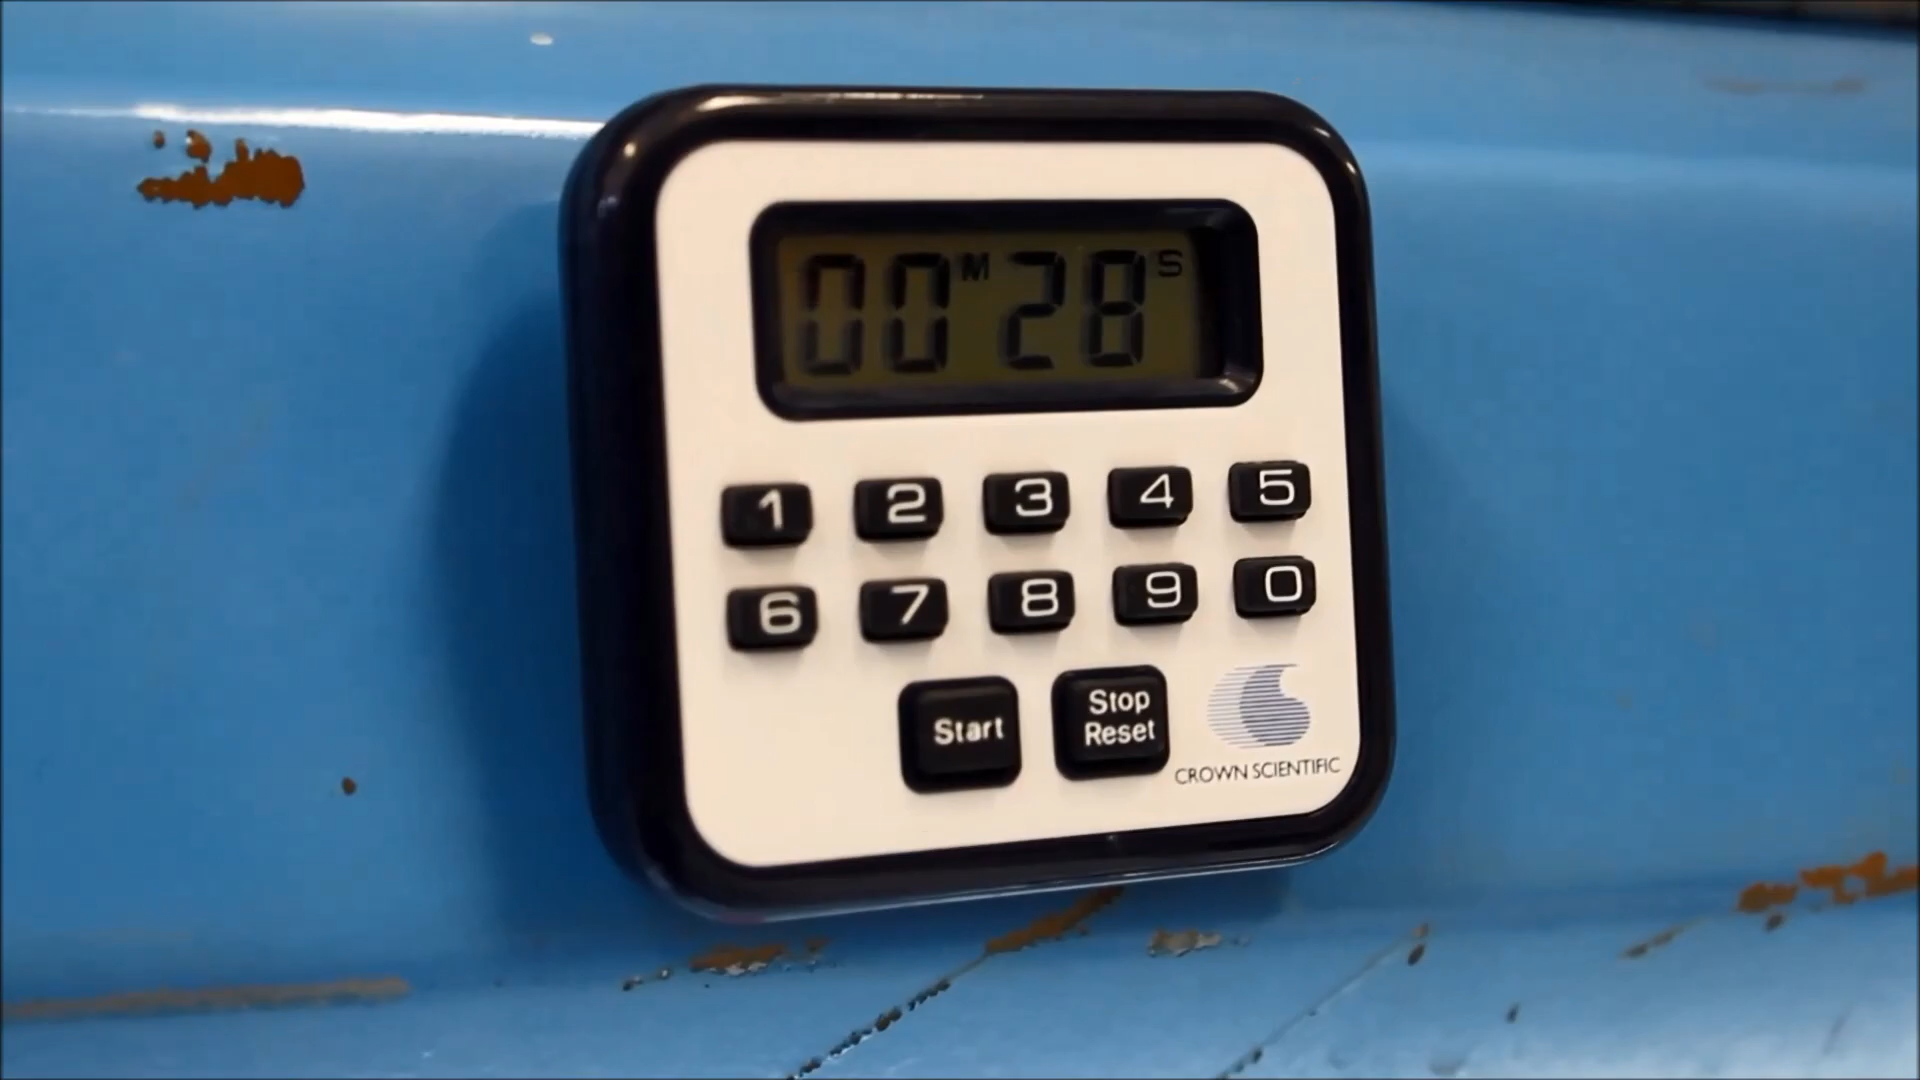 00M28S
1 2 3 4 5
6 7 8 9 0
Start
Stop
Reset
CROWN SCIENTIFIC